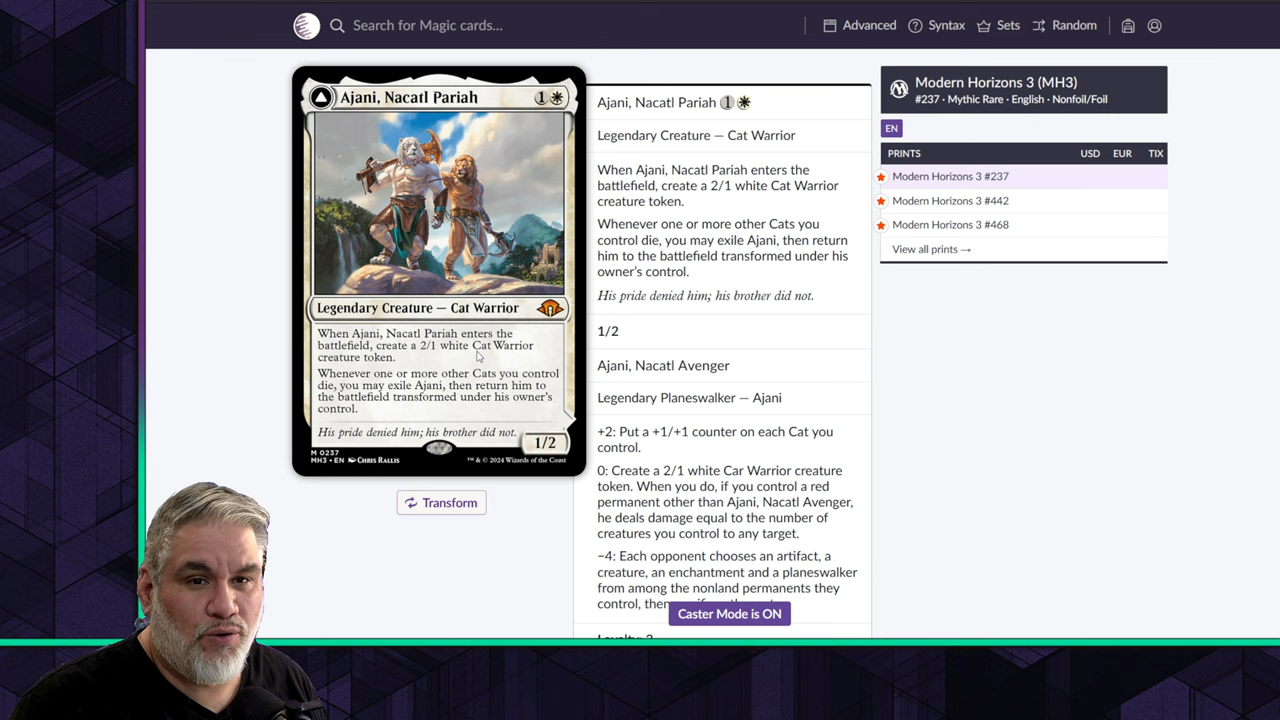 Search for Magic cards...
Advanced
Syntax
Sets
Random
Ajani, Nacatl Pariah 1
Legendary Creature — Cat Warrior
When Ajani, Nacatl Pariah enters the
battlefield, create a 2/1 white Cat Warrior
creature token.
Whenever one or more other Cats you control
die, you may exile Ajani, then return him to
the battlefield transformed under his owner's
control.
His pride denied him; his brother did not.
1/2
M 0237
MH3 • EN Chris Rallis
™ & © 2024 Wizards of the Coast
Transform
Ajani, Nacatl Pariah 1
Legendary Creature — Cat Warrior
When Ajani, Nacatl Pariah enters the
battlefield, create a 2/1 white Cat Warrior
creature token.
Whenever one or more other Cats you
control die, you may exile Ajani, then return
him to the battlefield transformed under his
owner's control.
His pride denied him; his brother did not.
1/2
Ajani, Nacatl Avenger
Legendary Planeswalker — Ajani
+2: Put a +1/+1 counter on each Cat you
control.
0: Create a 2/1 white Car Warrior creature
token. When you do, if you control a red
permanent other than Ajani, Nacatl Avenger,
he deals damage equal to the number of
creatures you control to any target.
−4: Each opponent chooses an artifact, a
creature, an enchantment and a planeswalker
from among the nonland permanents they
control, then
Caster Mode is ON
Loyalty: 3
Modern Horizons 3 (MH3)
#237 • Mythic Rare • English • Nonfoil/Foil
EN
PRINTS USD EUR TIX
Modern Horizons 3 #237
Modern Horizons 3 #442
Modern Horizons 3 #468
View all prints →